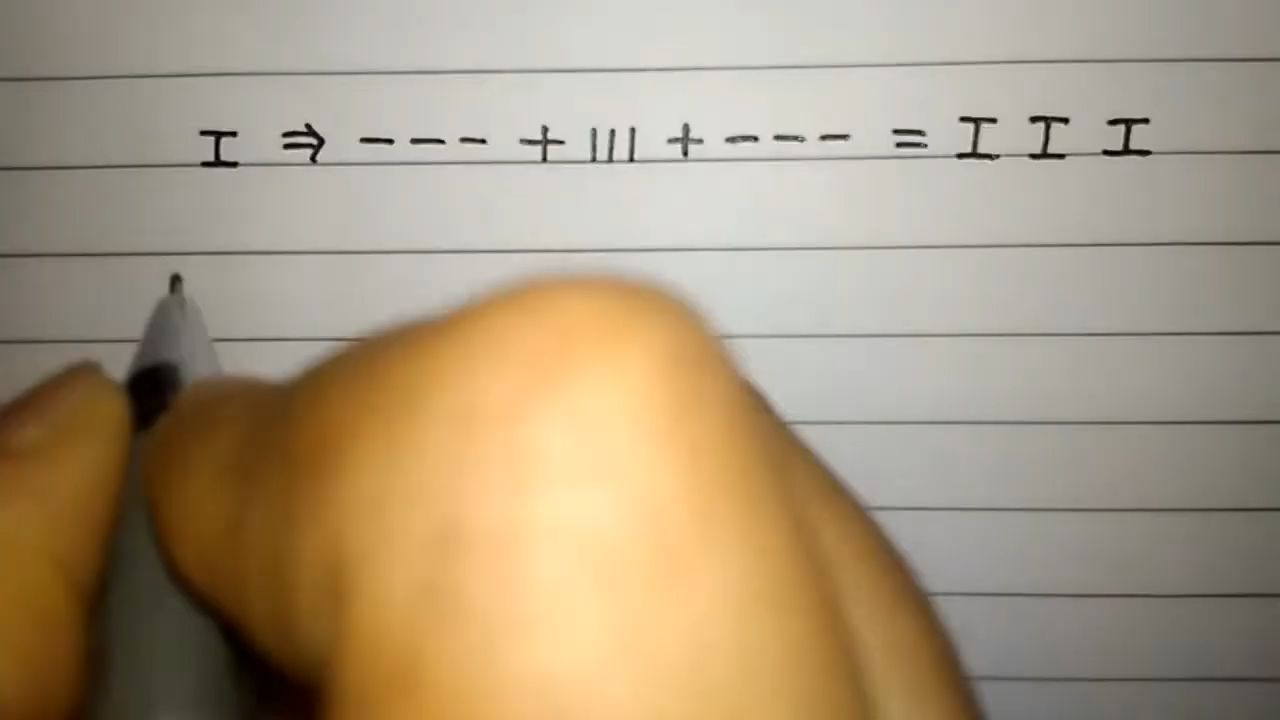 I ⇒ --- + ||| + --- = I I I